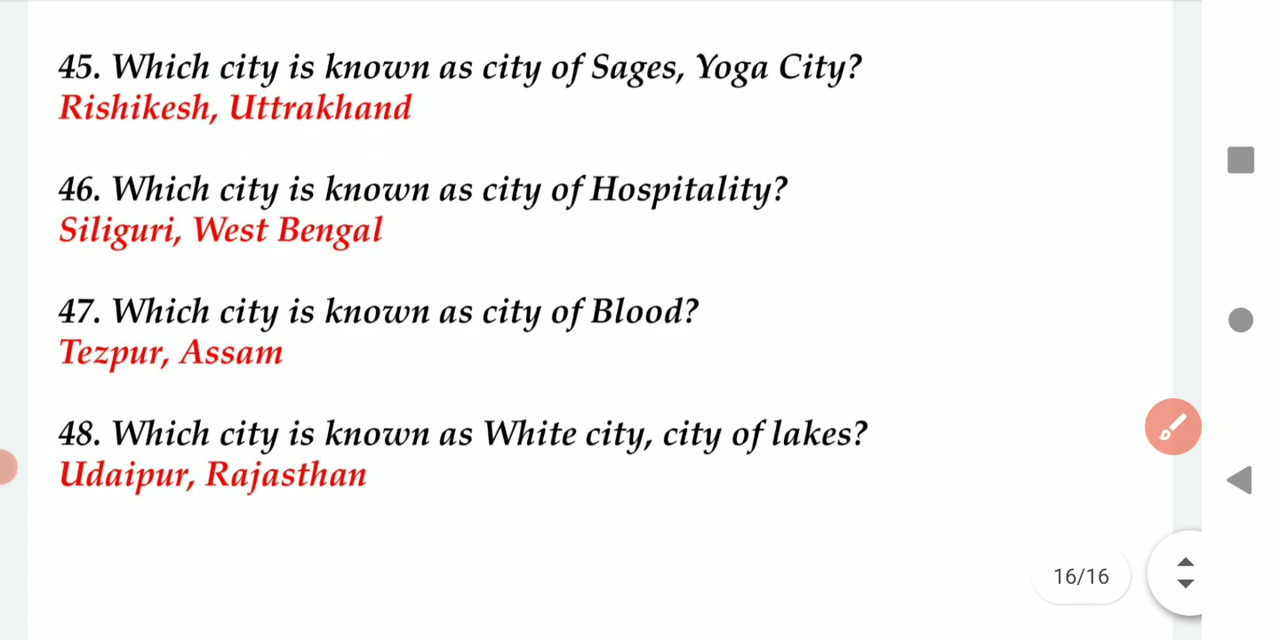 45. Which city is known as city of Sages, Yoga City?
Rishikesh, Uttrakhand
46. Which city is known as city of Hospitality?
Siliguri, West Bengal
47. Which city is known as city of Blood?
Tezpur, Assam
48. Which city is known as White city, city of lakes?
Udaipur, Rajasthan
16/16